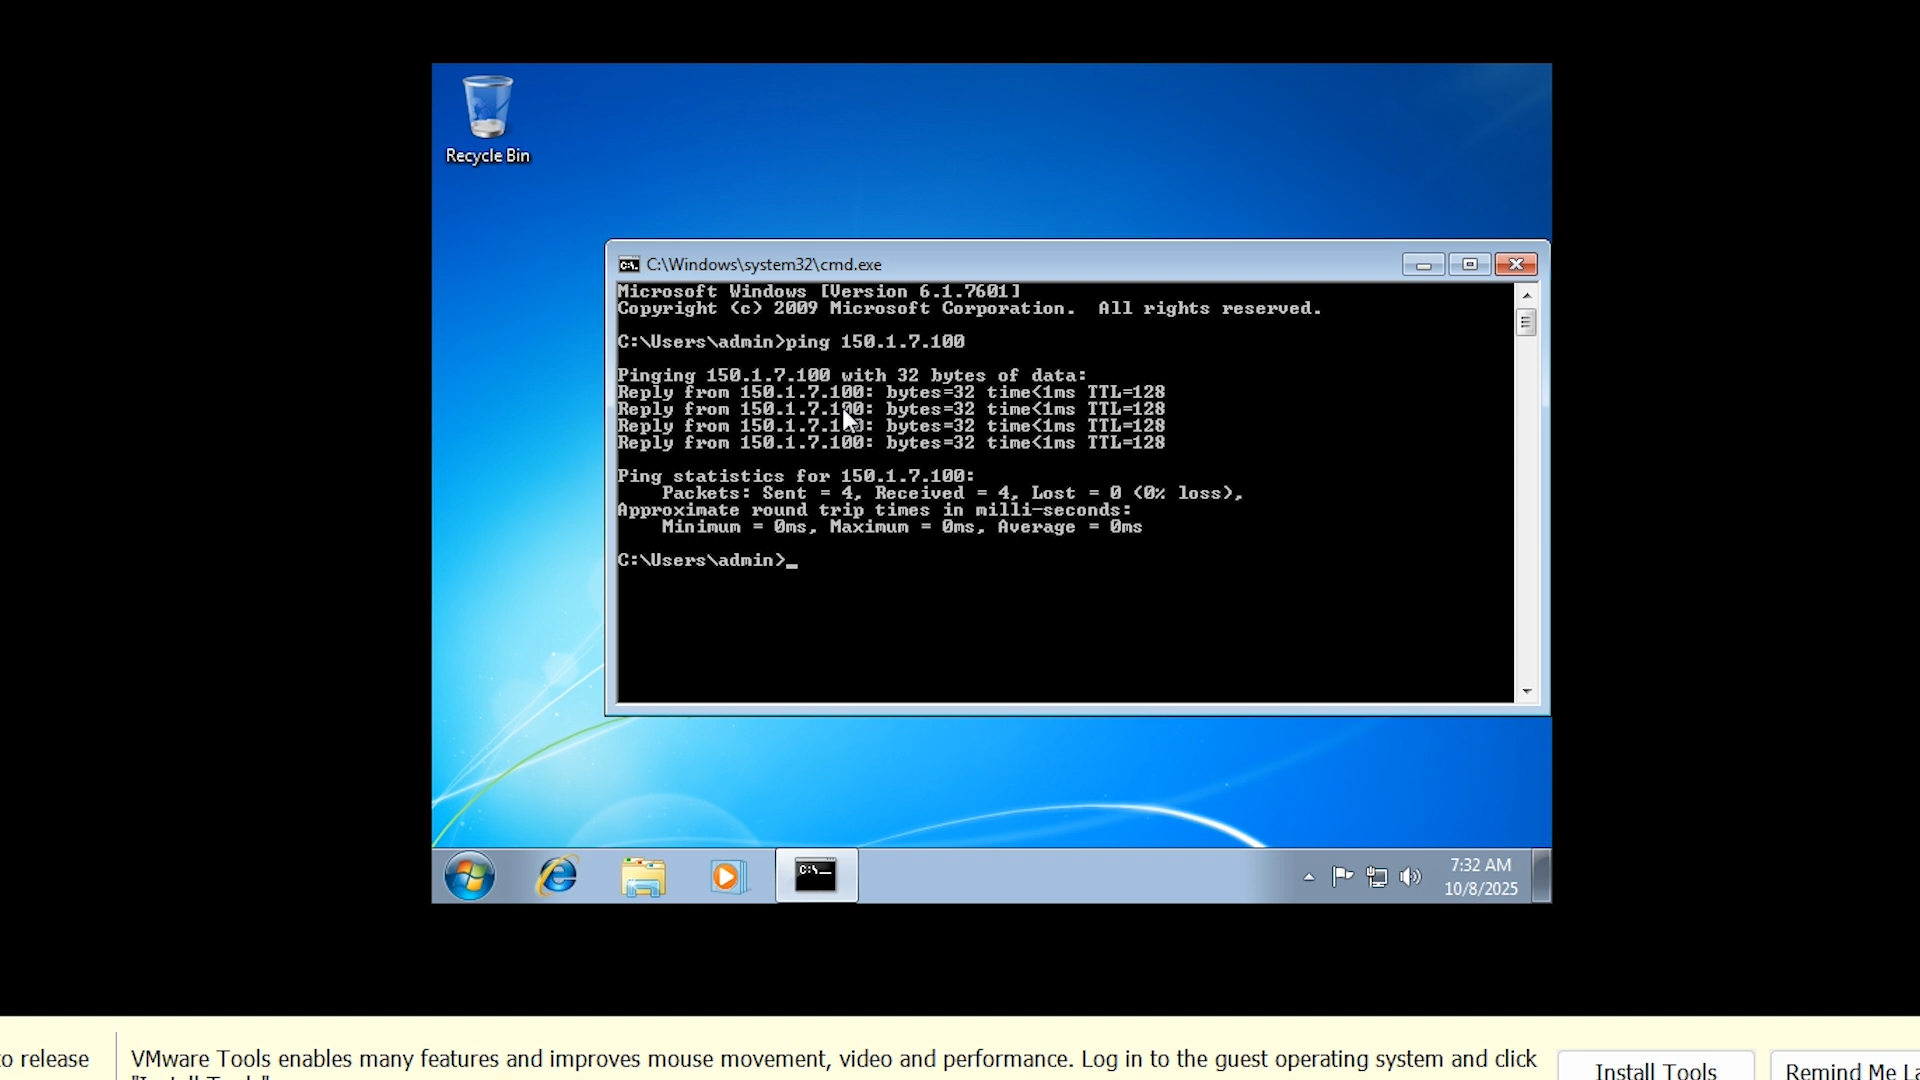 Recycle Bin
C:\Windows\system32\cmd.exe
Microsoft Windows [Version 6.1.7601]
Copyright (c) 2009 Microsoft Corporation.  All rights reserved.
C:\Users\admin>ping 150.1.7.100
Pinging 150.1.7.100 with 32 bytes of data:
Reply from 150.1.7.100: bytes=32 time<1ms TTL=128
Reply from 150.1.7.100: bytes=32 time<1ms TTL=128
Reply from 150.1.7.100: bytes=32 time<1ms TTL=128
Reply from 150.1.7.100: bytes=32 time<1ms TTL=128
Ping statistics for 150.1.7.100:
Packets: Sent = 4, Received = 4, Lost = 0 (0% loss),
Approximate round trip times in milli-seconds:
Minimum = 0ms, Maximum = 0ms, Average = 0ms
C:\Users\admin>_
7:32 AM
10/8/2025
to release
VMware Tools enables many features and improves mouse movement, video and performance. Log in to the guest operating system and click
"Install Tools"
Install Tools
Remind Me La